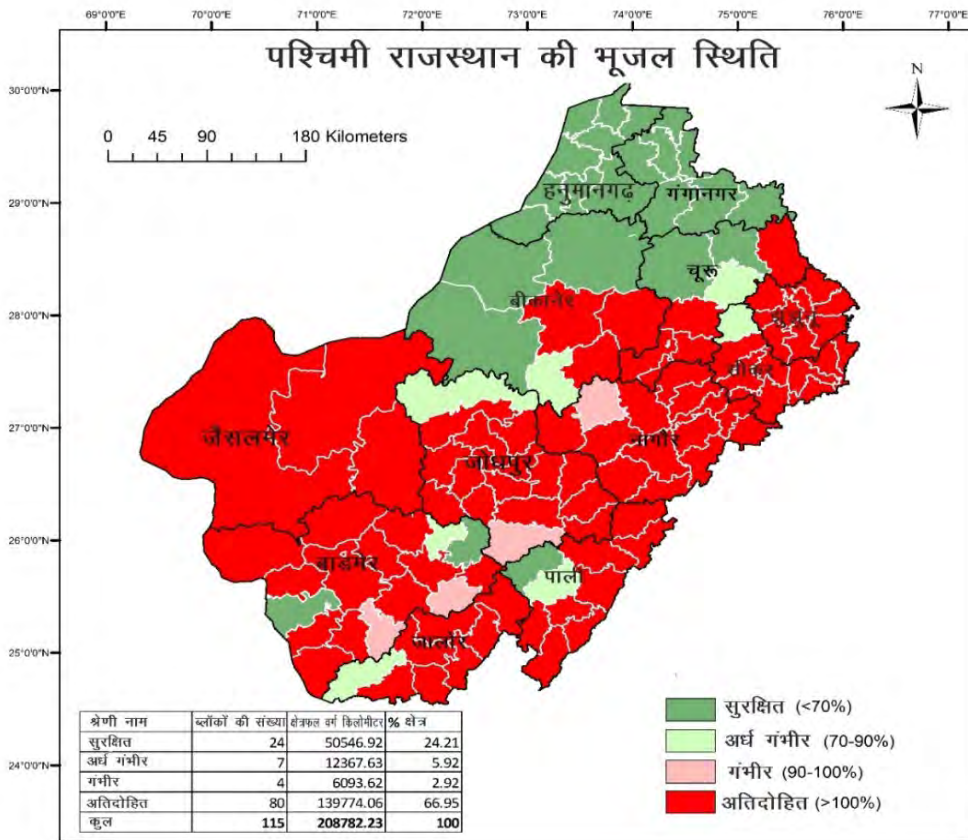 69°0'0"E 70°0'0"E 71°0'0"E 72°0'0"E 73°0'0"E 74°0'0"E 75°0'0"E 76°0'0"E 77°0'0"E
पश्चिमी राजस्थान की भूजल स्थिति
N
30°0'0"N
0 45 90 180 Kilometers
29°0'0"N
हनुमानगढ़
गंगानगर
चूरू
28°0'0"N
बीकानेर
झुंझुनू
सीकर
27°0'0"N
जैसलमेर
नागौर
जोधपुर
26°0'0"N
बाडमेर
पाली
25°0'0"N
जालोर
24°0'0"N
श्रेणी नाम ब्लॉकों की संख्या क्षेत्रफल वर्ग किलोमीटर % क्षेत्र
सुरक्षित 24 50546.92 24.21
अर्ध गंभीर 7 12367.63 5.92
गंभीर 4 6093.62 2.92
अतिदोहित 80 139774.06 66.95
कुल 115 208782.23 100
सुरक्षित (<70%)
अर्ध गंभीर (70-90%)
गंभीर (90-100%)
अतिदोहित (>100%)